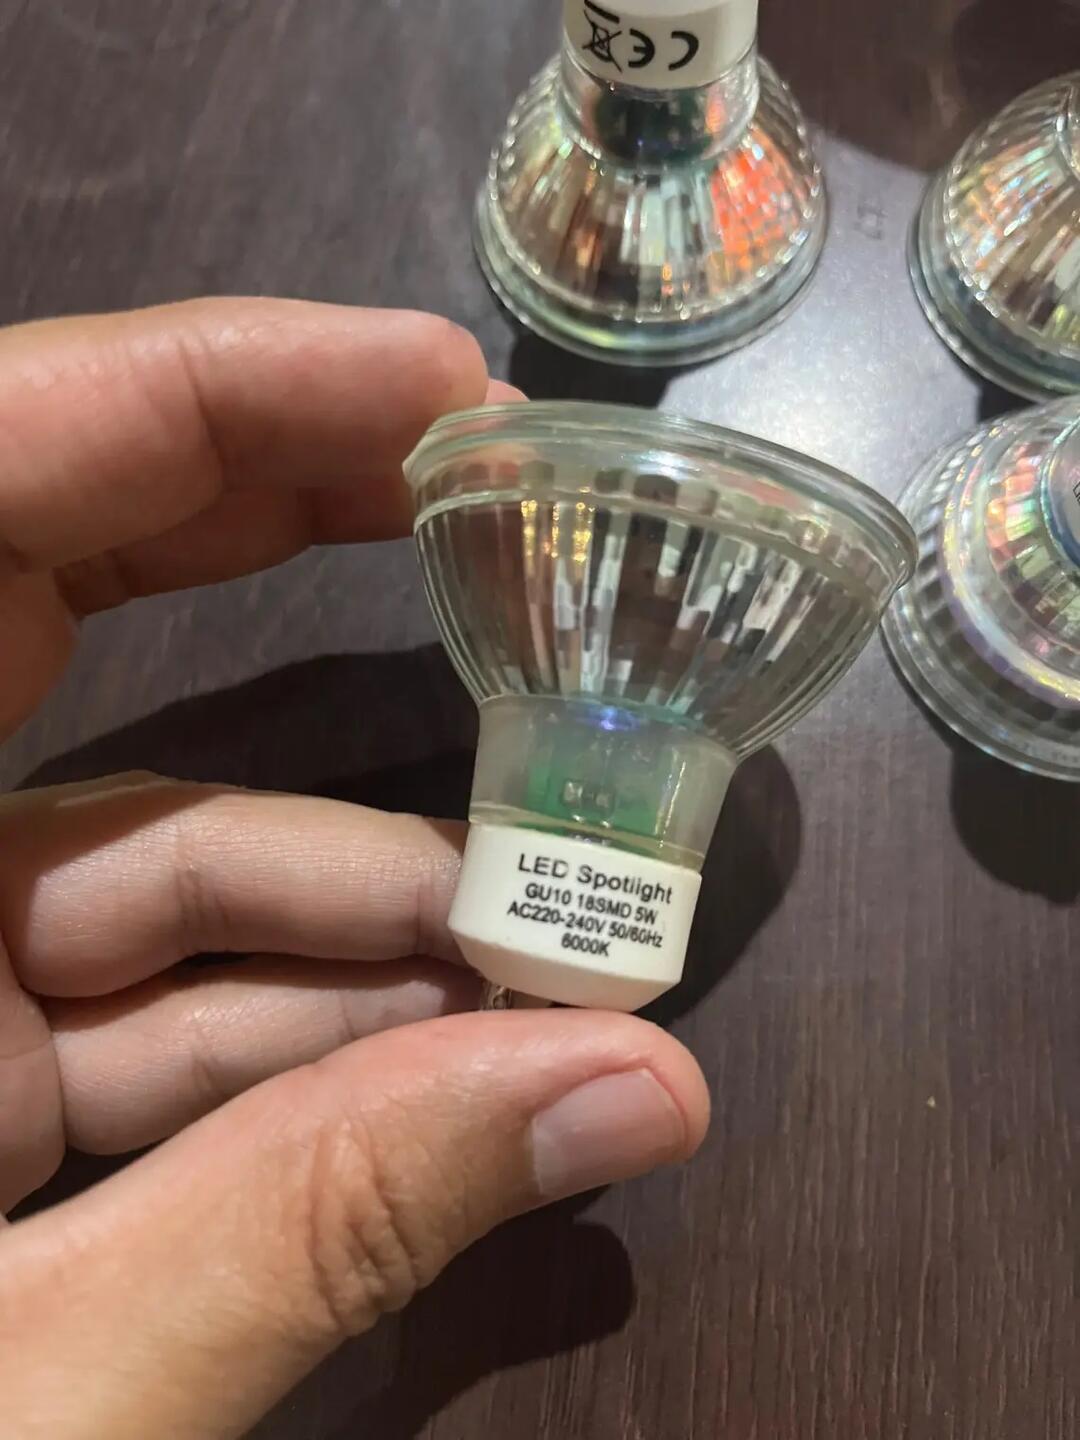 CE
LED Spotlight
GU10 18SMD 5W
AC220-240V 50/60Hz
6000K